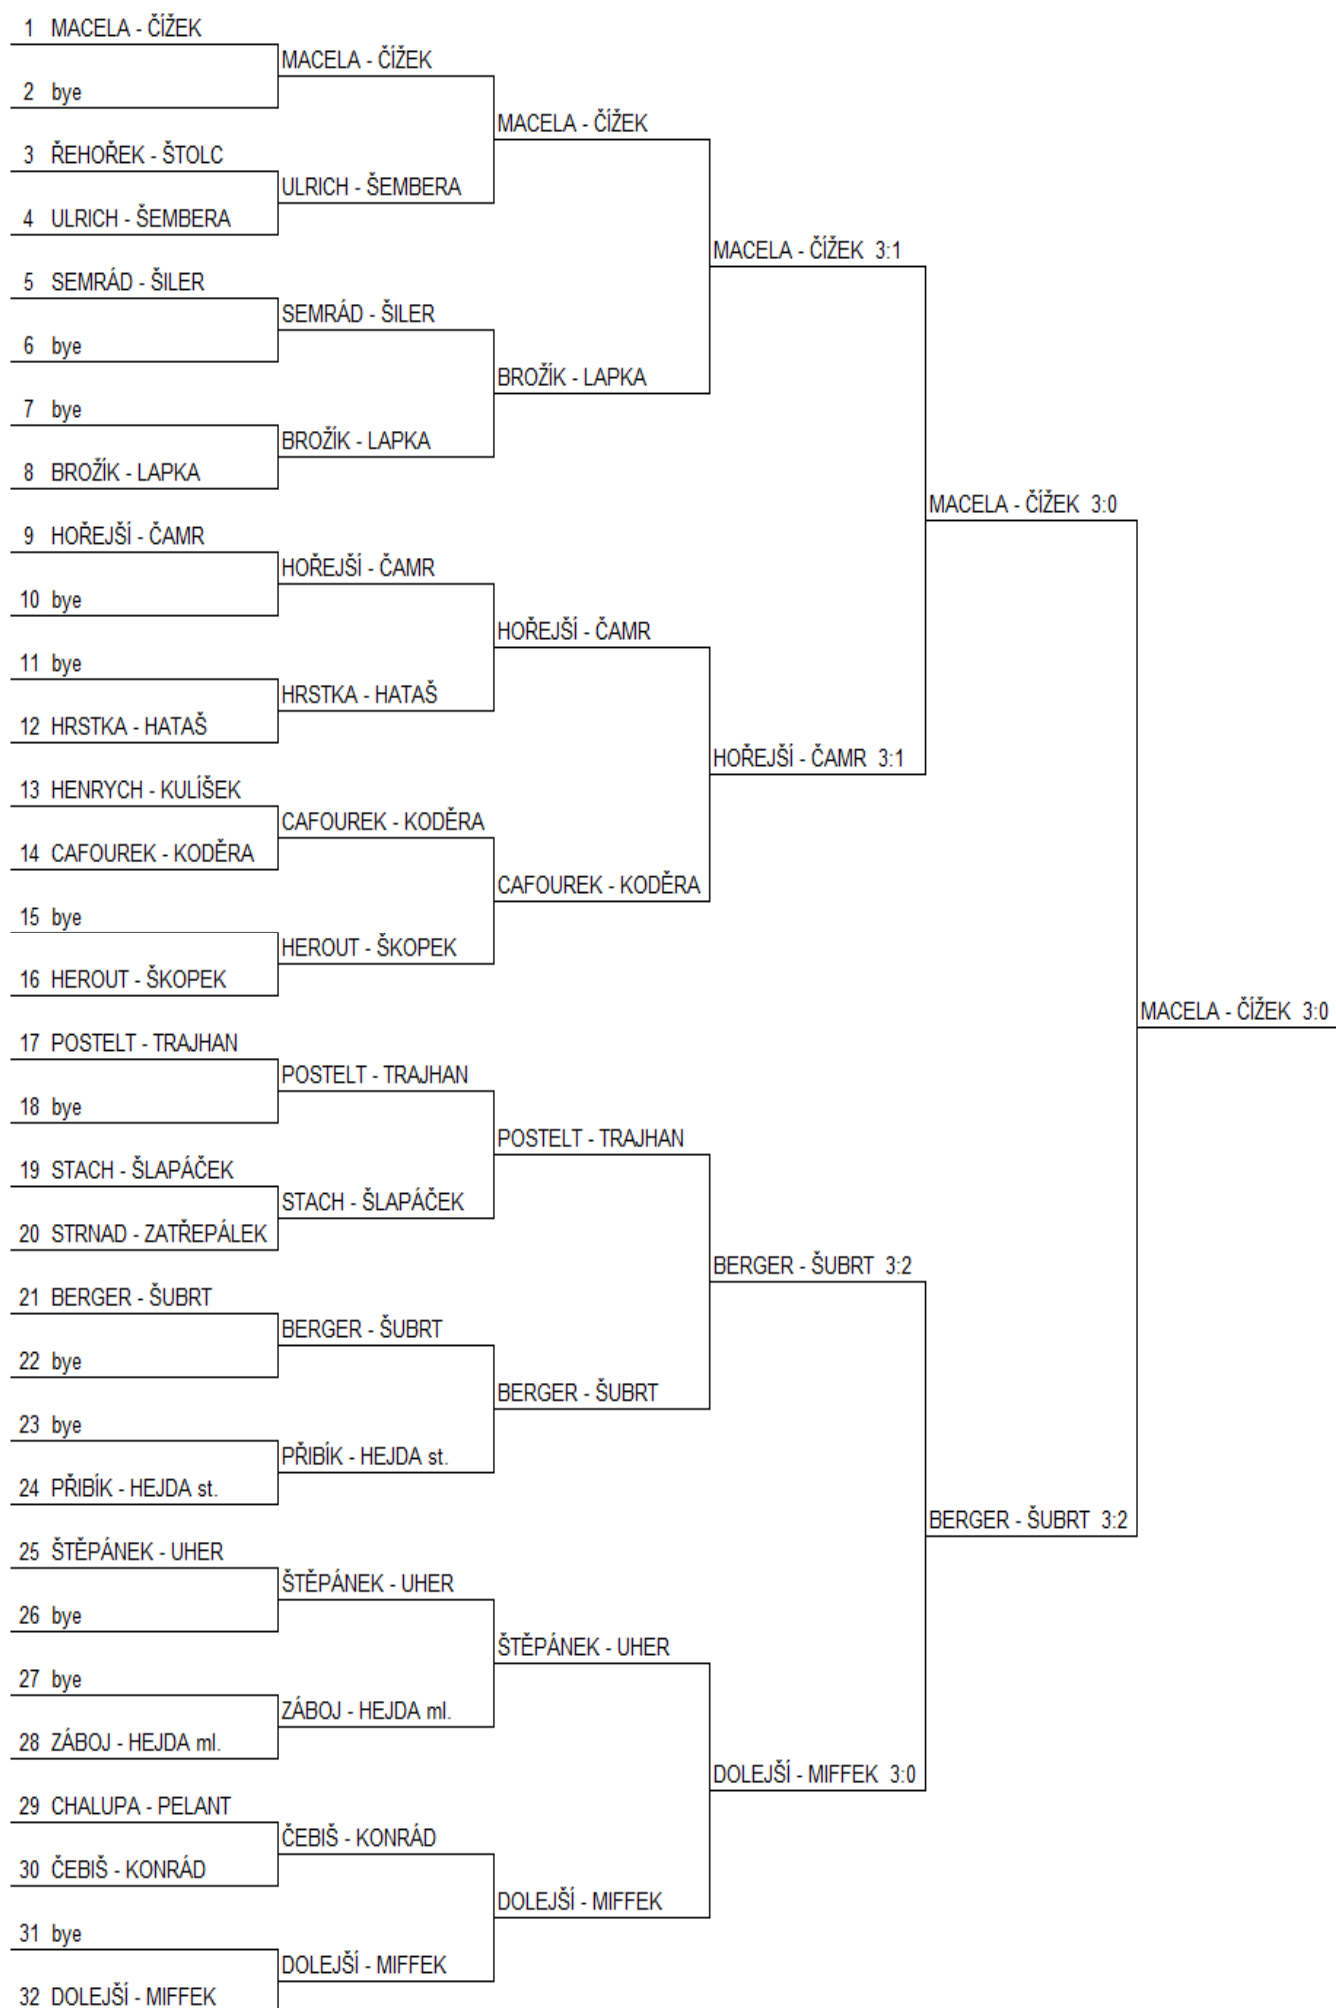 1 MACELA - ČÍŽEK
MACELA - ČÍŽEK
2 bye
MACELA - ČÍŽEK
3 ŘEHOŘEK - ŠTOLC
ULRICH - ŠEMBERA
4 ULRICH - ŠEMBERA
MACELA - ČÍŽEK 3:1
5 SEMRÁD - ŠILER
SEMRÁD - ŠILER
6 bye
BROŽÍK - LAPKA
7 bye
BROŽÍK - LAPKA
8 BROŽÍK - LAPKA
MACELA - ČÍŽEK 3:0
9 HOŘEJŠÍ - ČAMR
HOŘEJŠÍ - ČAMR
10 bye
HOŘEJŠÍ - ČAMR
11 bye
HRSTKA - HATAŠ
12 HRSTKA - HATAŠ
HOŘEJŠÍ - ČAMR 3:1
13 HENRYCH - KULÍŠEK
CAFOUREK - KODĚRA
14 CAFOUREK - KODĚRA
CAFOUREK - KODĚRA
15 bye
HEROUT - ŠKOPEK
16 HEROUT - ŠKOPEK
MACELA - ČÍŽEK 3:0
17 POSTELT - TRAJHAN
POSTELT - TRAJHAN
18 bye
POSTELT - TRAJHAN
19 STACH - ŠLAPÁČEK
STACH - ŠLAPÁČEK
20 STRNAD - ZATŘEPÁLEK
BERGER - ŠUBRT 3:2
21 BERGER - ŠUBRT
BERGER - ŠUBRT
22 bye
BERGER - ŠUBRT
23 bye
PŘIBÍK - HEJDA st.
24 PŘIBÍK - HEJDA st.
BERGER - ŠUBRT 3:2
25 ŠTĚPÁNEK - UHER
ŠTĚPÁNEK - UHER
26 bye
ŠTĚPÁNEK - UHER
27 bye
ZÁBOJ - HEJDA ml.
28 ZÁBOJ - HEJDA ml.
DOLEJŠÍ - MIFFEK 3:0
29 CHALUPA - PELANT
ČEBIŠ - KONRÁD
30 ČEBIŠ - KONRÁD
DOLEJŠÍ - MIFFEK
31 bye
DOLEJŠÍ - MIFFEK
32 DOLEJŠÍ - MIFFEK